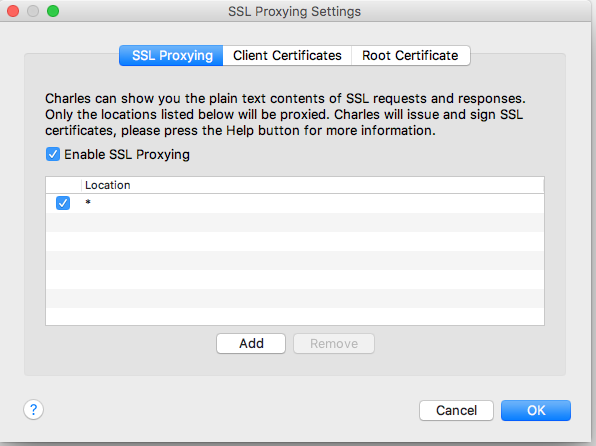 SSL Proxying Settings
SSL Proxying Client Certificates Root Certificate
Charles can show you the plain text contents of SSL requests and responses.
Only the locations listed below will be proxied. Charles will issue and sign SSL
certificates, please press the Help button for more information.
Enable SSL Proxying
Location
*
Add Remove
? Cancel OK